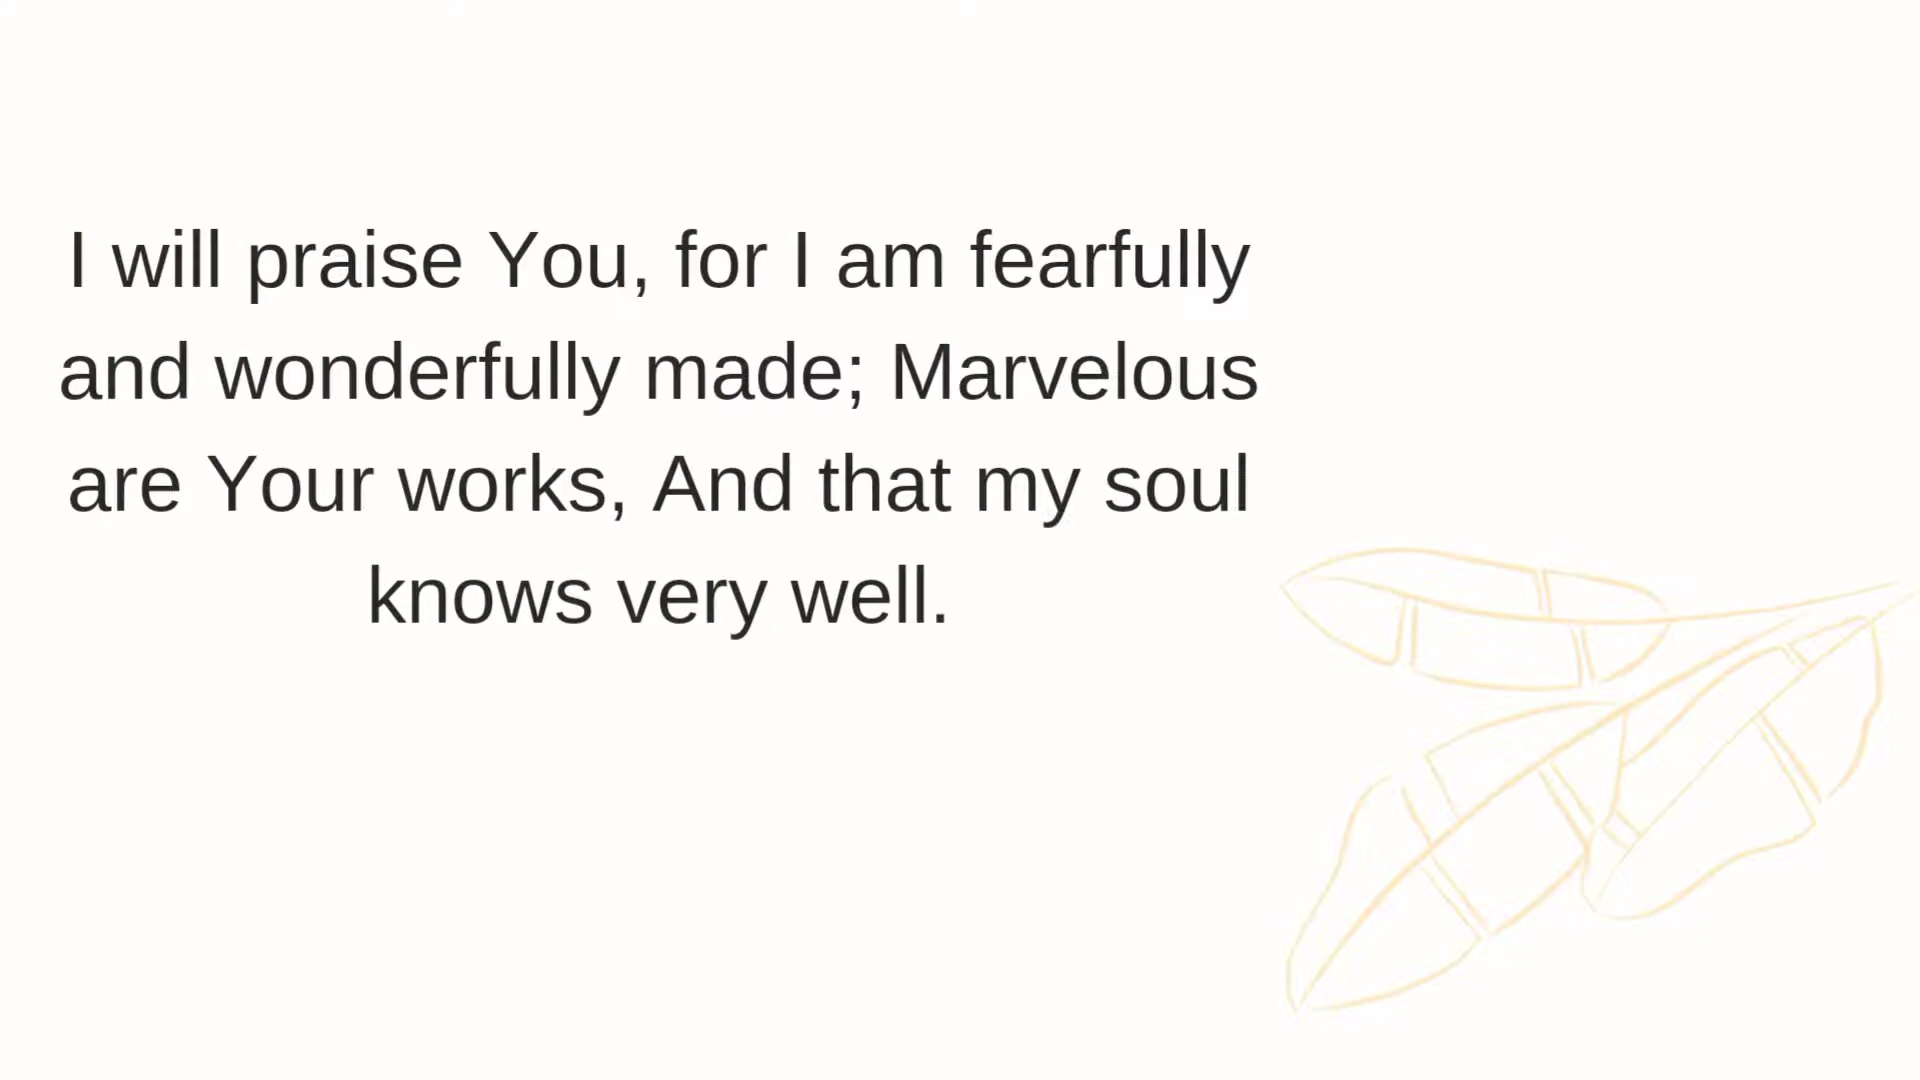 I will praise You, for I am fearfully
and wonderfully made; Marvelous
are Your works, And that my soul
knows very well.